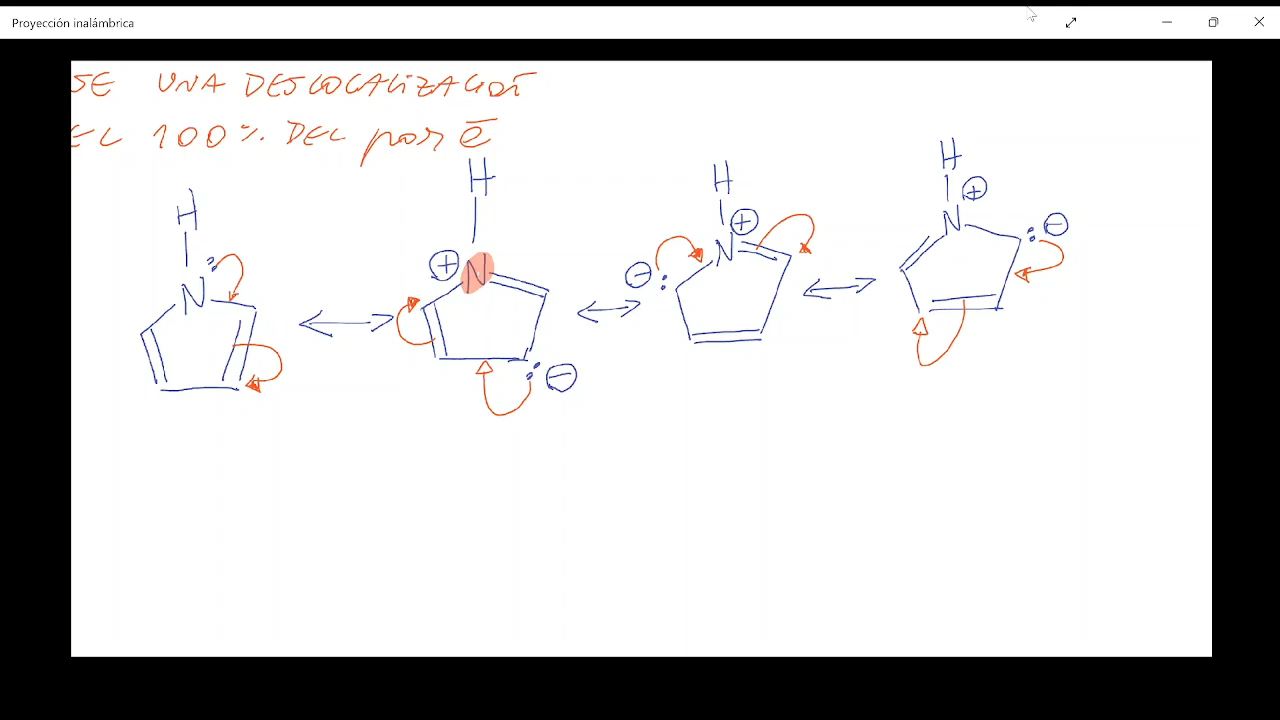 Proyección inalámbrica
SE UNA DESLOCALIZACIÓN
EL 100% DEL par ē
H
H
H
H
N
N
N
N